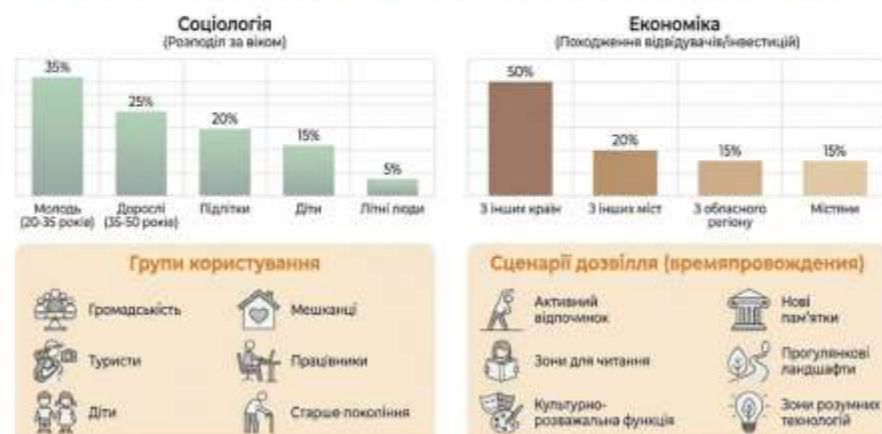 Соціологія
(Розподіл за віком)
35%
25%
20%
15%
5%
Молодь
(20-35 років)
Дорослі
(35-50 років)
Підлітки
Діти
Літні люди
Економіка
(Походження відвідувачів/інвестицій)
50%
20%
15%
15%
З інших країн
З інших міст
З обласного
регіону
Містяни
Групи користування
Громадськість
Мешканці
Туристи
Працівники
Діти
Старше покоління
Сценарії дозвілля (времяпровождения)
Активний
відпочинок
Нові
пам'ятки
Зони для читання
Прогулянкові
ландшафти
Культурно-
розважальна функція
Зони розумних
технологій